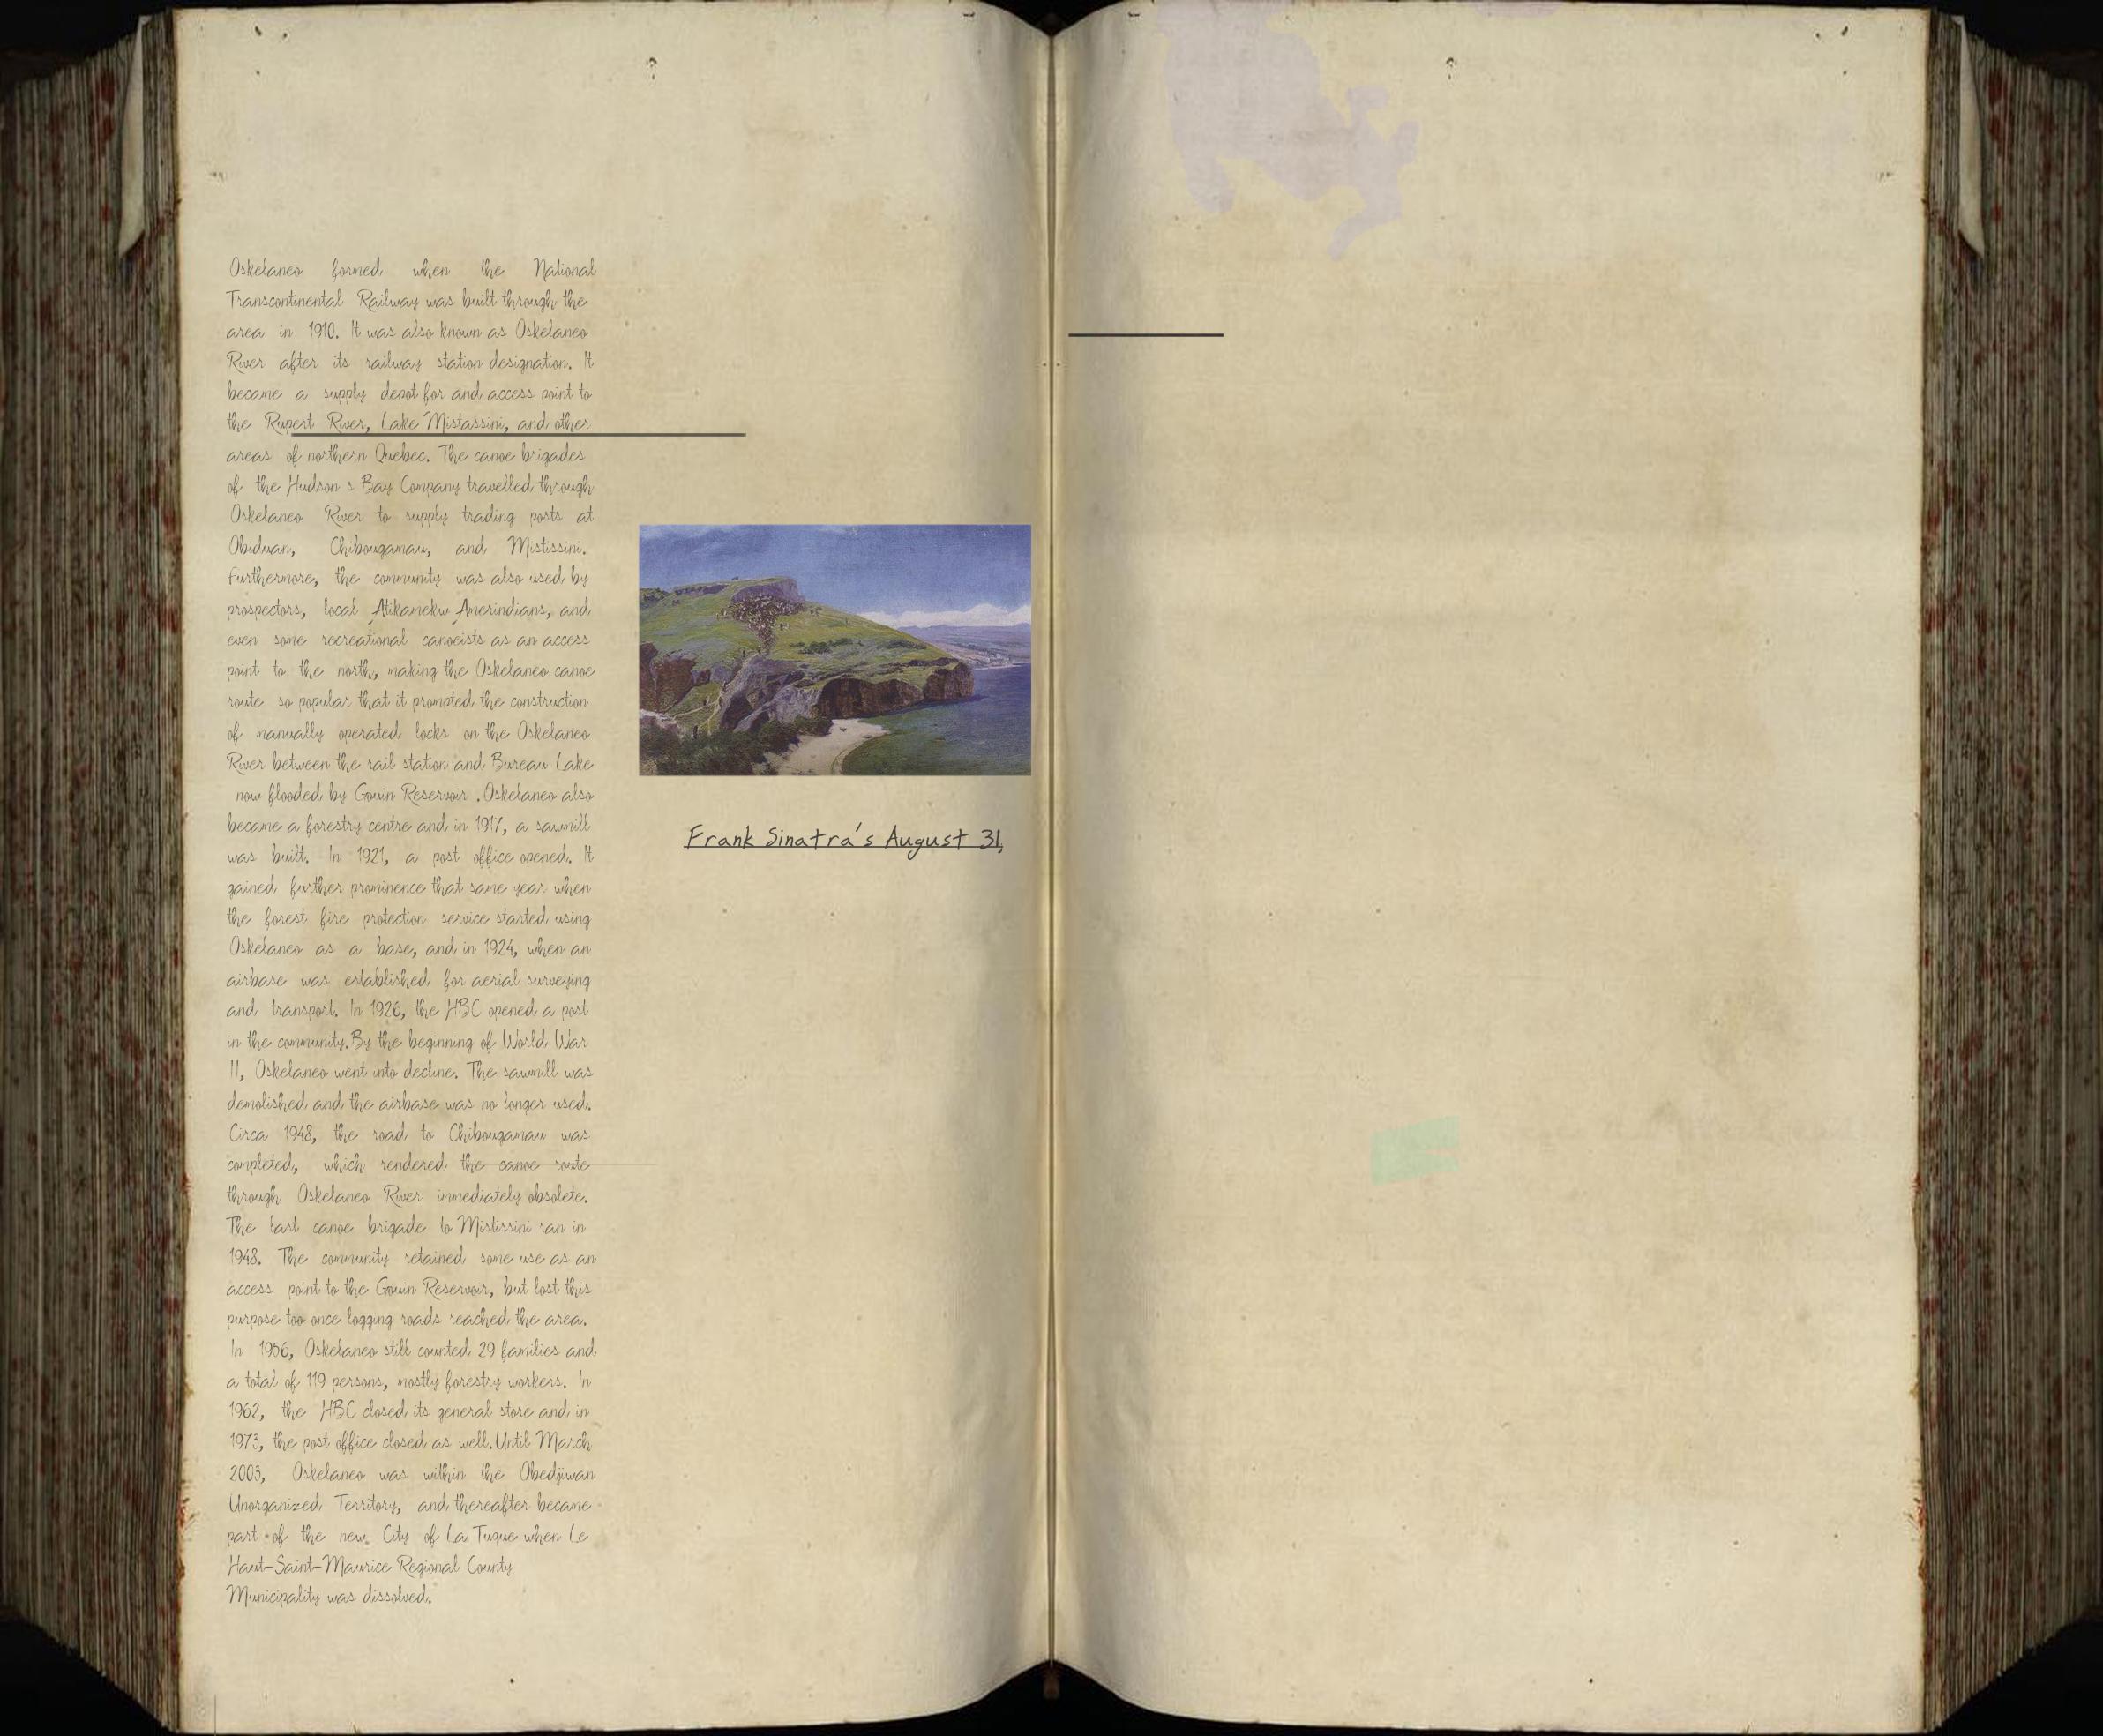 Oskelaneo formed when the National
Transcontinental Railway was built through the
area in 1910. It was also known as Oskelaneo
River after its railway station designation. It
became a supply depot for and access point to
the Rupert River, Lake Mistassini, and other
areas of northern Quebec. The canoe brigades
of the Hudson s Bay Company travelled through
Oskelaneo River to supply trading posts at
Obiduan, Chibougamau, and Mistissini.
Furthermore, the community was also used by
prospectors, local Atikamekw Amerindians, and
even some recreational canoeists as an access
point to the north, making the Oskelaneo canoe
route so popular that it prompted the construction
of manually operated locks on the Oskelaneo
River between the rail station and Bureau Lake
now flooded by Gouin Reservoir . Oskelaneo also
became a forestry centre and in 1917, a sawmill
was built. In 1921, a post office opened. It
gained further prominence that same year when
the forest fire protection service started using
Oskelaneo as a base, and in 1924, when an
airbase was established for aerial surveying
and transport. In 1926, the HBC opened a post
in the community.By the beginning of World War
II, Oskelaneo went into decline. The sawmill was
demolished and the airbase was no longer used.
Circa 1948, the road to Chibougamau was
completed, which rendered the canoe route
through Oskelaneo River immediately obsolete.
The last canoe brigade to Mistissini ran in
1948. The community retained some use as an
access point to the Gouin Reservoir, but lost this
purpose too once logging roads reached the area.
In 1956, Oskelaneo still counted 29 families and
a total of 119 persons, mostly forestry workers. In
1962, the HBC closed its general store and in
1973, the post office closed as well.Until March
2003, Oskelaneo was within the Obedjiwan
Unorganized Territory, and thereafter became
part of the new City of La Tuque when Le
Haut-Saint-Maurice Regional County
Municipality was dissolved.
Frank Sinatra's August 31,